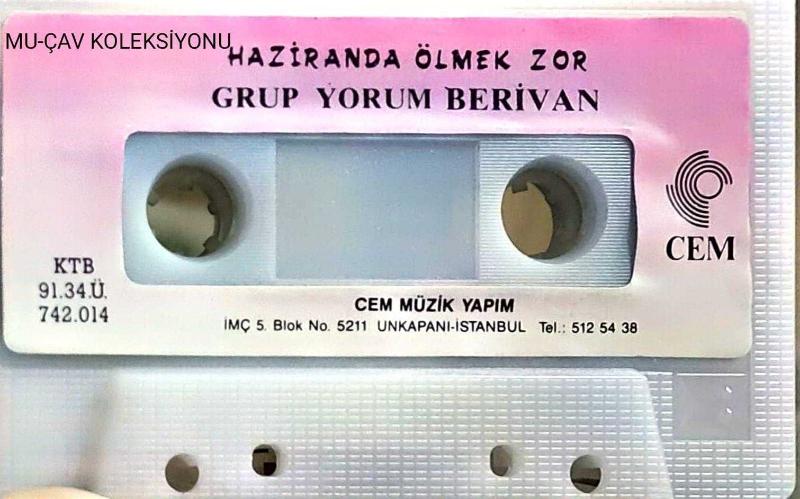 MU-ÇAV KOLEKSİYONU
HAZİRANDA ÖLMEK ZOR
GRUP YORUM BERİVAN
CEM
KTB
91.34.Ü.
742.014
CEM MÜZİK YAPIM
İMÇ 5. Blok No. 5211 UNKAPANI-İSTANBUL Tel.: 512 54 38